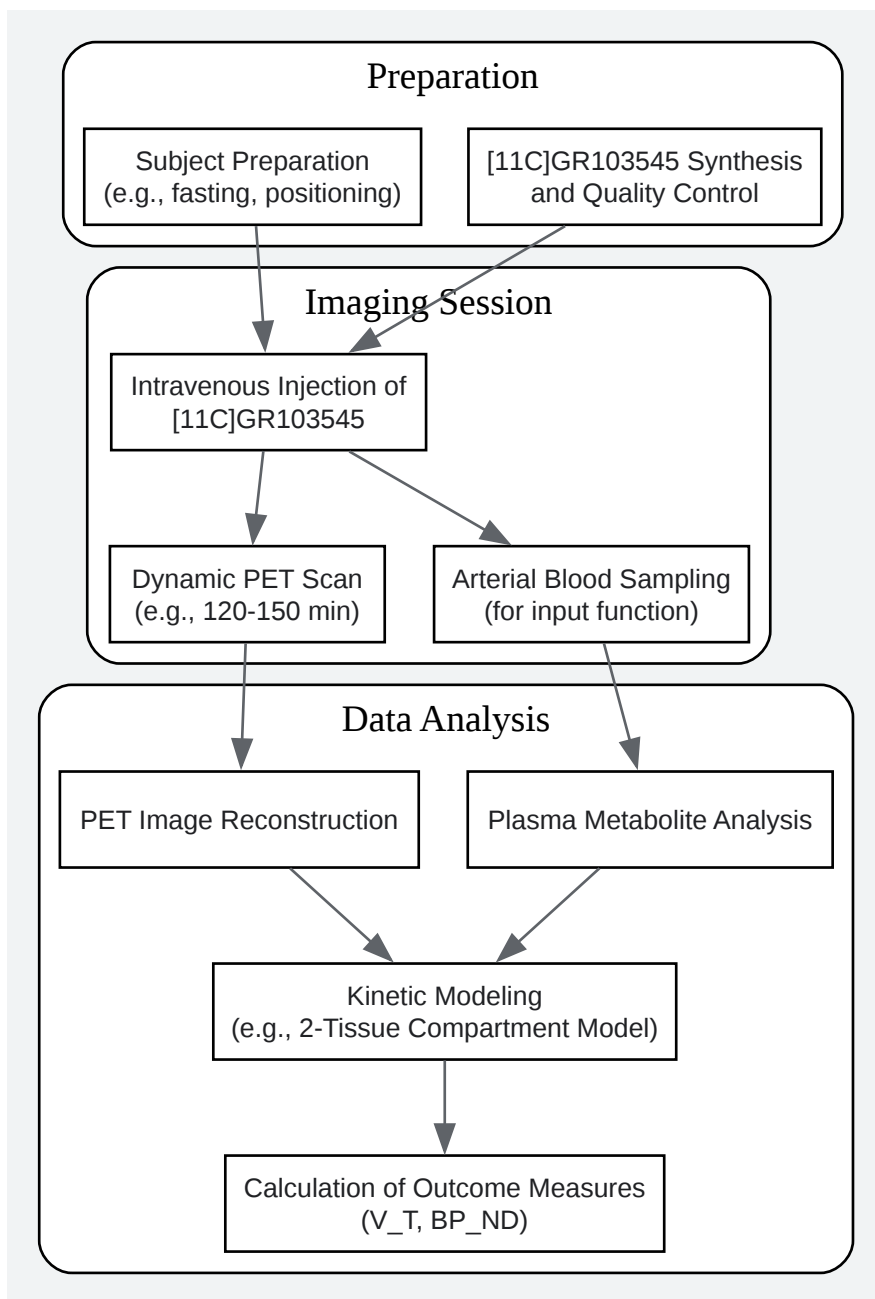 Preparation
Subject Preparation
(e.g., fasting, positioning)
[11C]GR103545 Synthesis
and Quality Control
Imaging Session
Intravenous Injection of
[11C]GR103545
Dynamic PET Scan
(e.g., 120-150 min)
Arterial Blood Sampling
(for input function)
Data Analysis
PET Image Reconstruction
Plasma Metabolite Analysis
Kinetic Modeling
(e.g., 2-Tissue Compartment Model)
Calculation of Outcome Measures
(V_T, BP_ND)